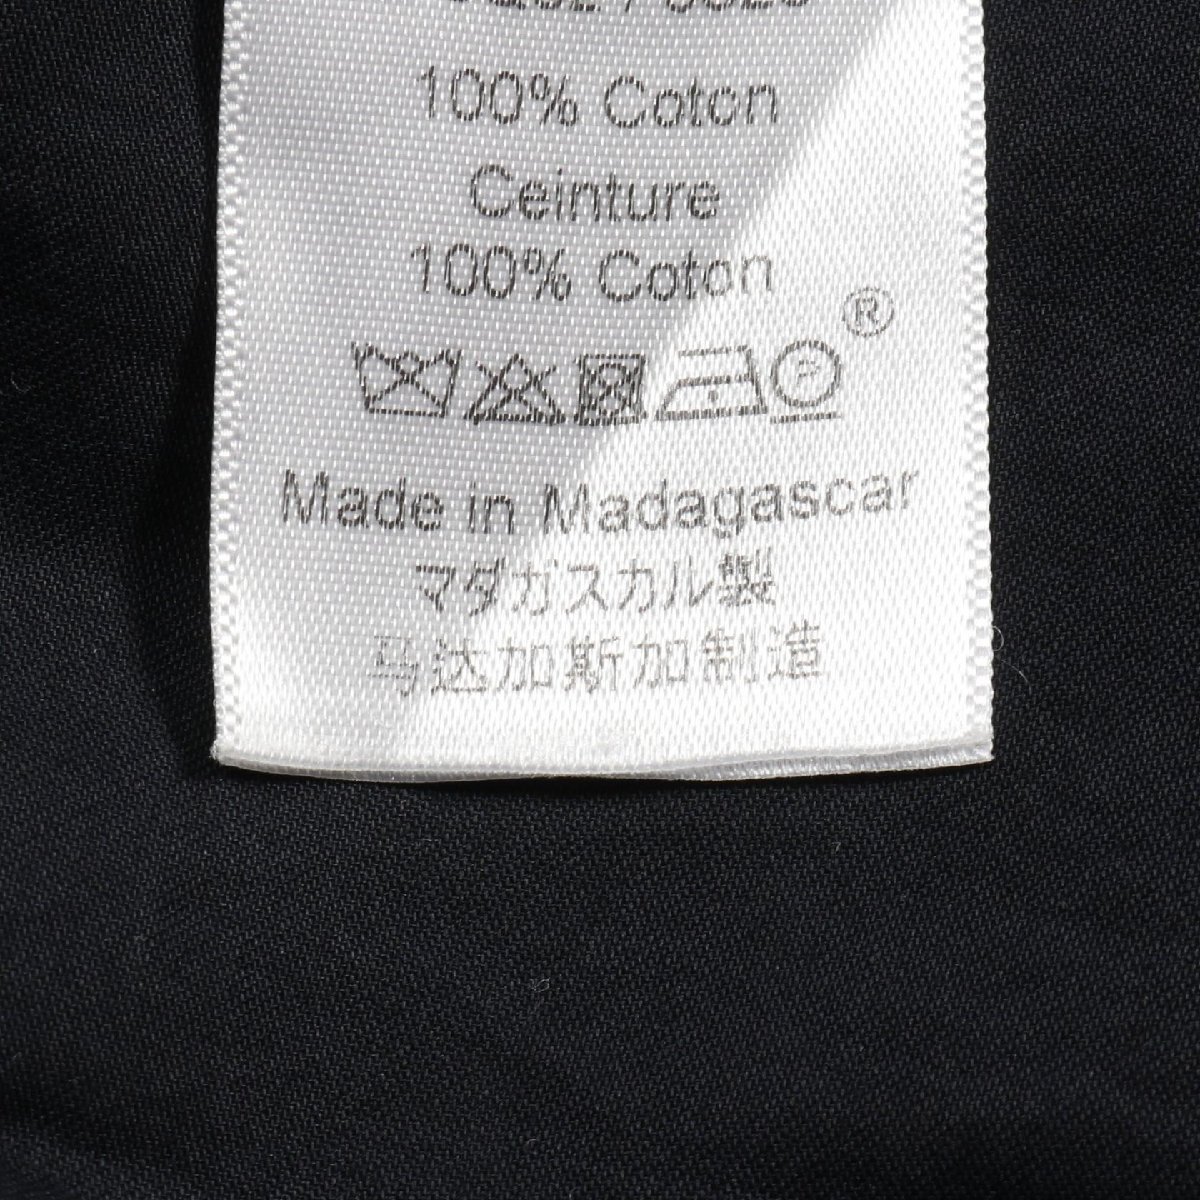 100% Coton
Ceinture
100% Coton
P ®
Made in Madagascar
マダガスカル製
马达加斯加制造